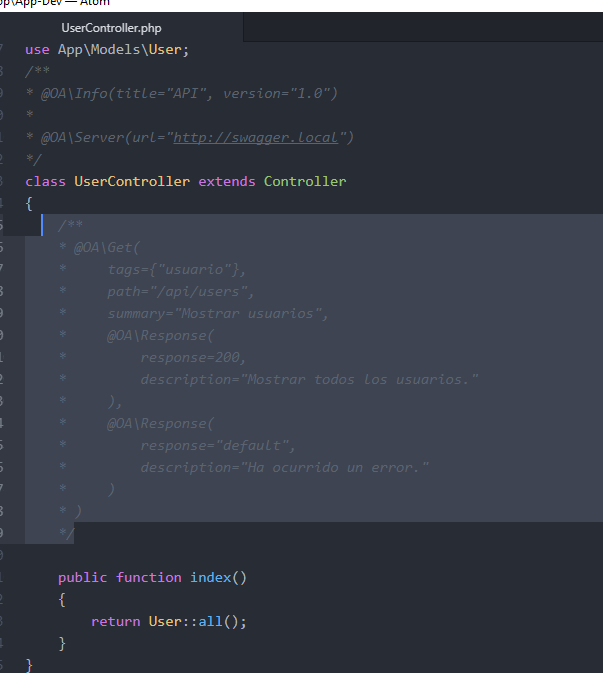 App-Dev — Atom
UserController.php
use App\Models\User;
/**
* @OA\Info(title="API", version="1.0")
*
* @OA\Server(url="http://swagger.local")
*/
class UserController extends Controller
{
/**
* @OA\Get(
*     tags={"usuario"},
*     path="/api/users",
*     summary="Mostrar usuarios",
*     @OA\Response(
*         response=200,
*         description="Mostrar todos los usuarios."
*     ),
*     @OA\Response(
*         response="default",
*         description="Ha ocurrido un error."
*     )
* )
*/
public function index()
{
return User::all();
}
}